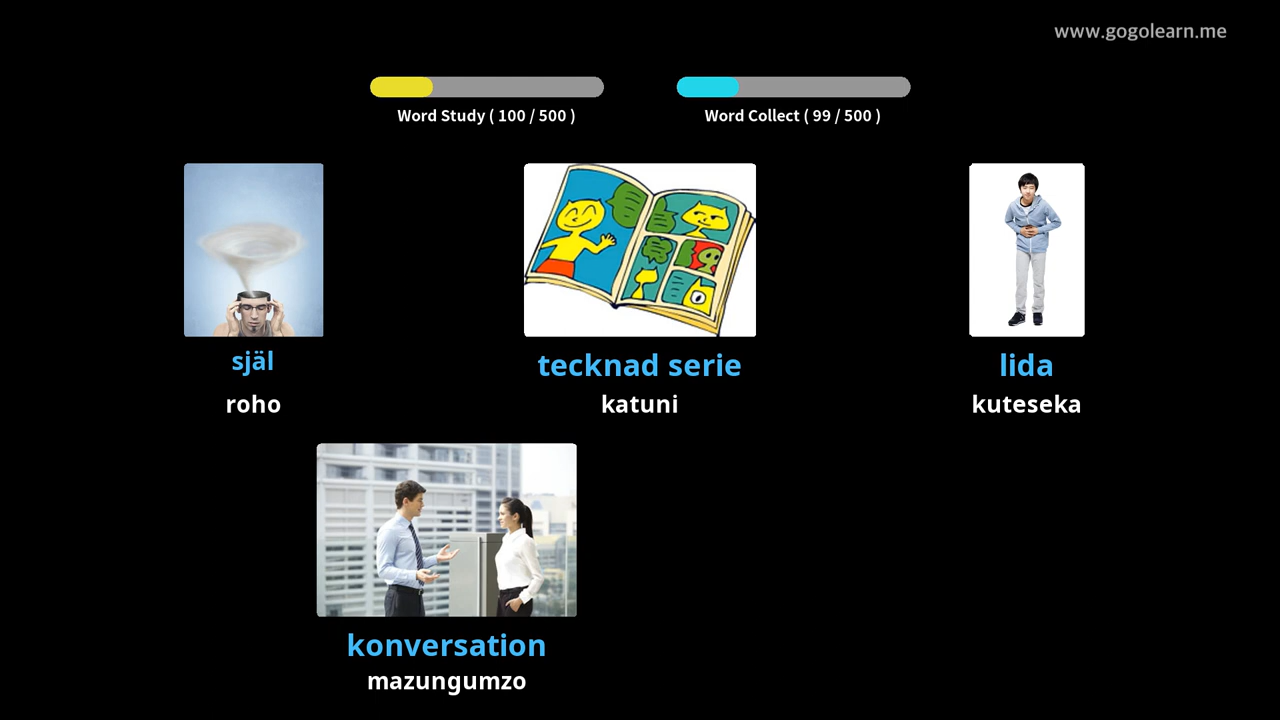 www.gogolearn.me
Word Study ( 100 / 500 )
Word Collect ( 99 / 500 )
själ
tecknad serie
lida
roho
katuni
kuteseka
konversation
mazungumzo